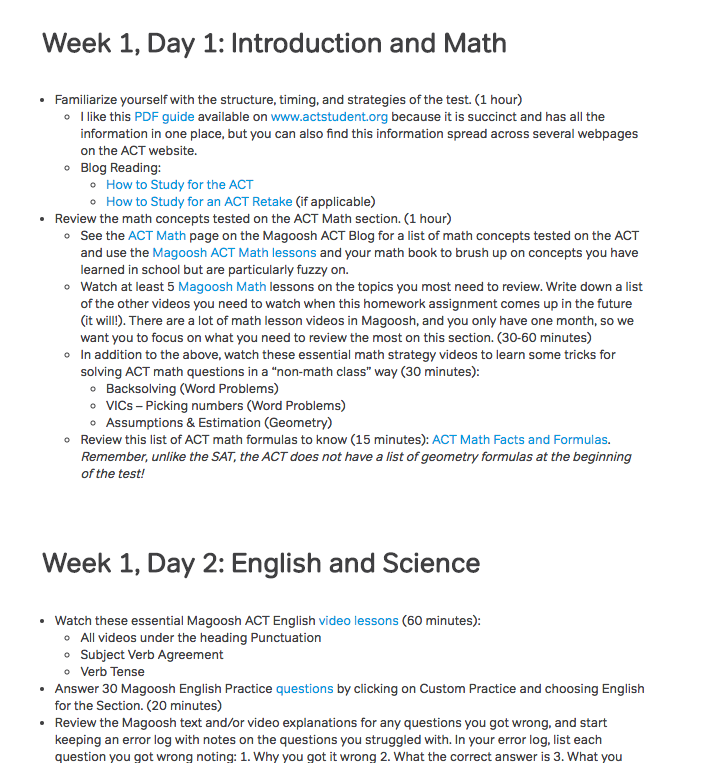 Week 1, Day 1: Introduction and Math
• Familiarize yourself with the structure, timing, and strategies of the test. (1 hour)
◦ I like this PDF guide available on www.actstudent.org because it is succinct and has all the
information in one place, but you can also find this information spread across several webpages
on the ACT website.
◦ Blog Reading:
◦ How to Study for the ACT
◦ How to Study for an ACT Retake (if applicable)
• Review the math concepts tested on the ACT Math section. (1 hour)
◦ See the ACT Math page on the Magoosh ACT Blog for a list of math concepts tested on the ACT
and use the Magoosh ACT Math lessons and your math book to brush up on concepts you have
learned in school but are particularly fuzzy on.
◦ Watch at least 5 Magoosh Math lessons on the topics you most need to review. Write down a list
of the other videos you need to watch when this homework assignment comes up in the future
(it will!). There are a lot of math lesson videos in Magoosh, and you only have one month, so we
want you to focus on what you need to review the most on this section. (30-60 minutes)
◦ In addition to the above, watch these essential math strategy videos to learn some tricks for
solving ACT math questions in a “non-math class” way (30 minutes):
◦ Backsolving (Word Problems)
◦ VICs – Picking numbers (Word Problems)
◦ Assumptions & Estimation (Geometry)
◦ Review this list of ACT math formulas to know (15 minutes): ACT Math Facts and Formulas.
Remember, unlike the SAT, the ACT does not have a list of geometry formulas at the beginning
of the test!
Week 1, Day 2: English and Science
• Watch these essential Magoosh ACT English video lessons (60 minutes):
◦ All videos under the heading Punctuation
◦ Subject Verb Agreement
◦ Verb Tense
• Answer 30 Magoosh English Practice questions by clicking on Custom Practice and choosing English
for the Section. (20 minutes)
• Review the Magoosh text and/or video explanations for any questions you got wrong, and start
keeping an error log with notes on the questions you struggled with. In your error log, list each
question you got wrong noting: 1. Why you got it wrong 2. What the correct answer is 3. What you